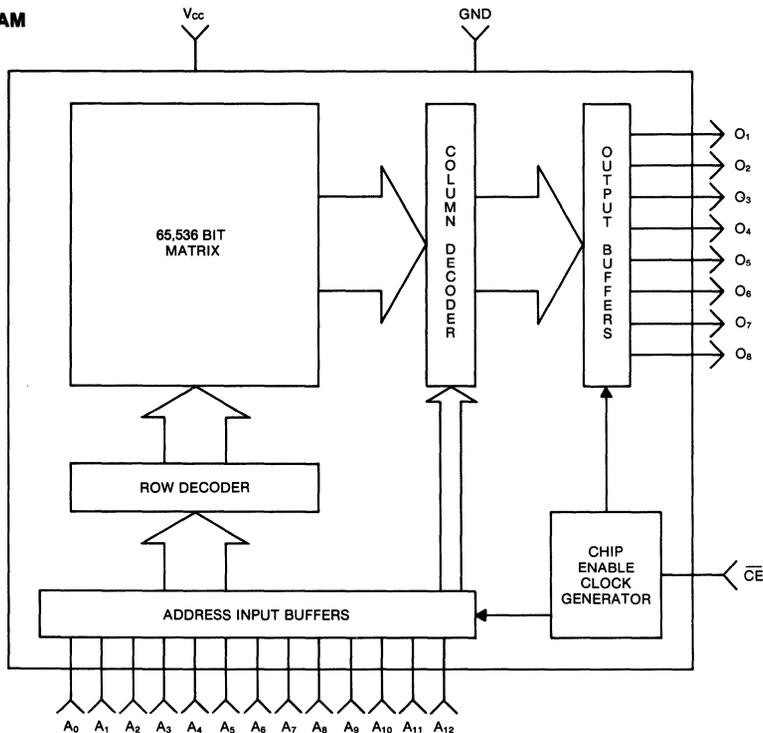 AM
V_CC
GND
65,536 BIT
MATRIX
COLUMN DECODER
OUTPUT BUFFERS
O₁
O₂
O₃
O₄
O₅
O₆
O₇
O₈
ROW DECODER
CHIP
ENABLE
CLOCK
GENERATOR
C̅E̅
ADDRESS INPUT BUFFERS
A₀ A₁ A₂ A₃ A₄ A₅ A₆ A₇ A₈ A₉ A₁₀ A₁₁ A₁₂